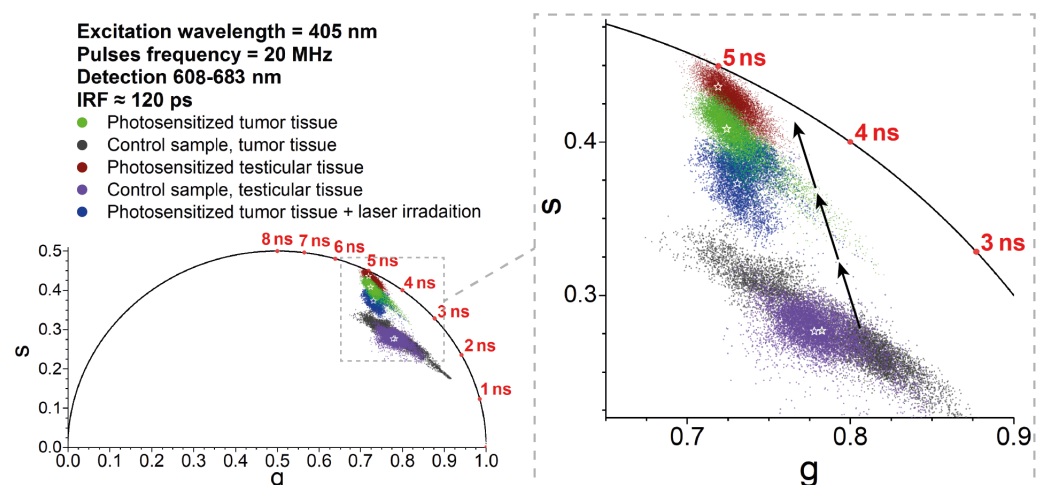 Excitation wavelength = 405 nm
Pulses frequency = 20 MHz
Detection 608-683 nm
IRF ≈ 120 ps
Photosensitized tumor tissue
Control sample, tumor tissue
Photosensitized testicular tissue
Control sample, testicular tissue
Photosensitized tumor tissue + laser irradaition
0.5
0.4
0.3
0.2
0.1
0.0
s
8 ns
7 ns
6 ns
5 ns
4 ns
3 ns
2 ns
1 ns
0.0
0.1
0.2
0.3
0.4
0.5
0.6
0.7
0.8
0.9
1.0
g
5 ns
4 ns
3 ns
0.4
0.3
s
0.7
0.8
0.9
g